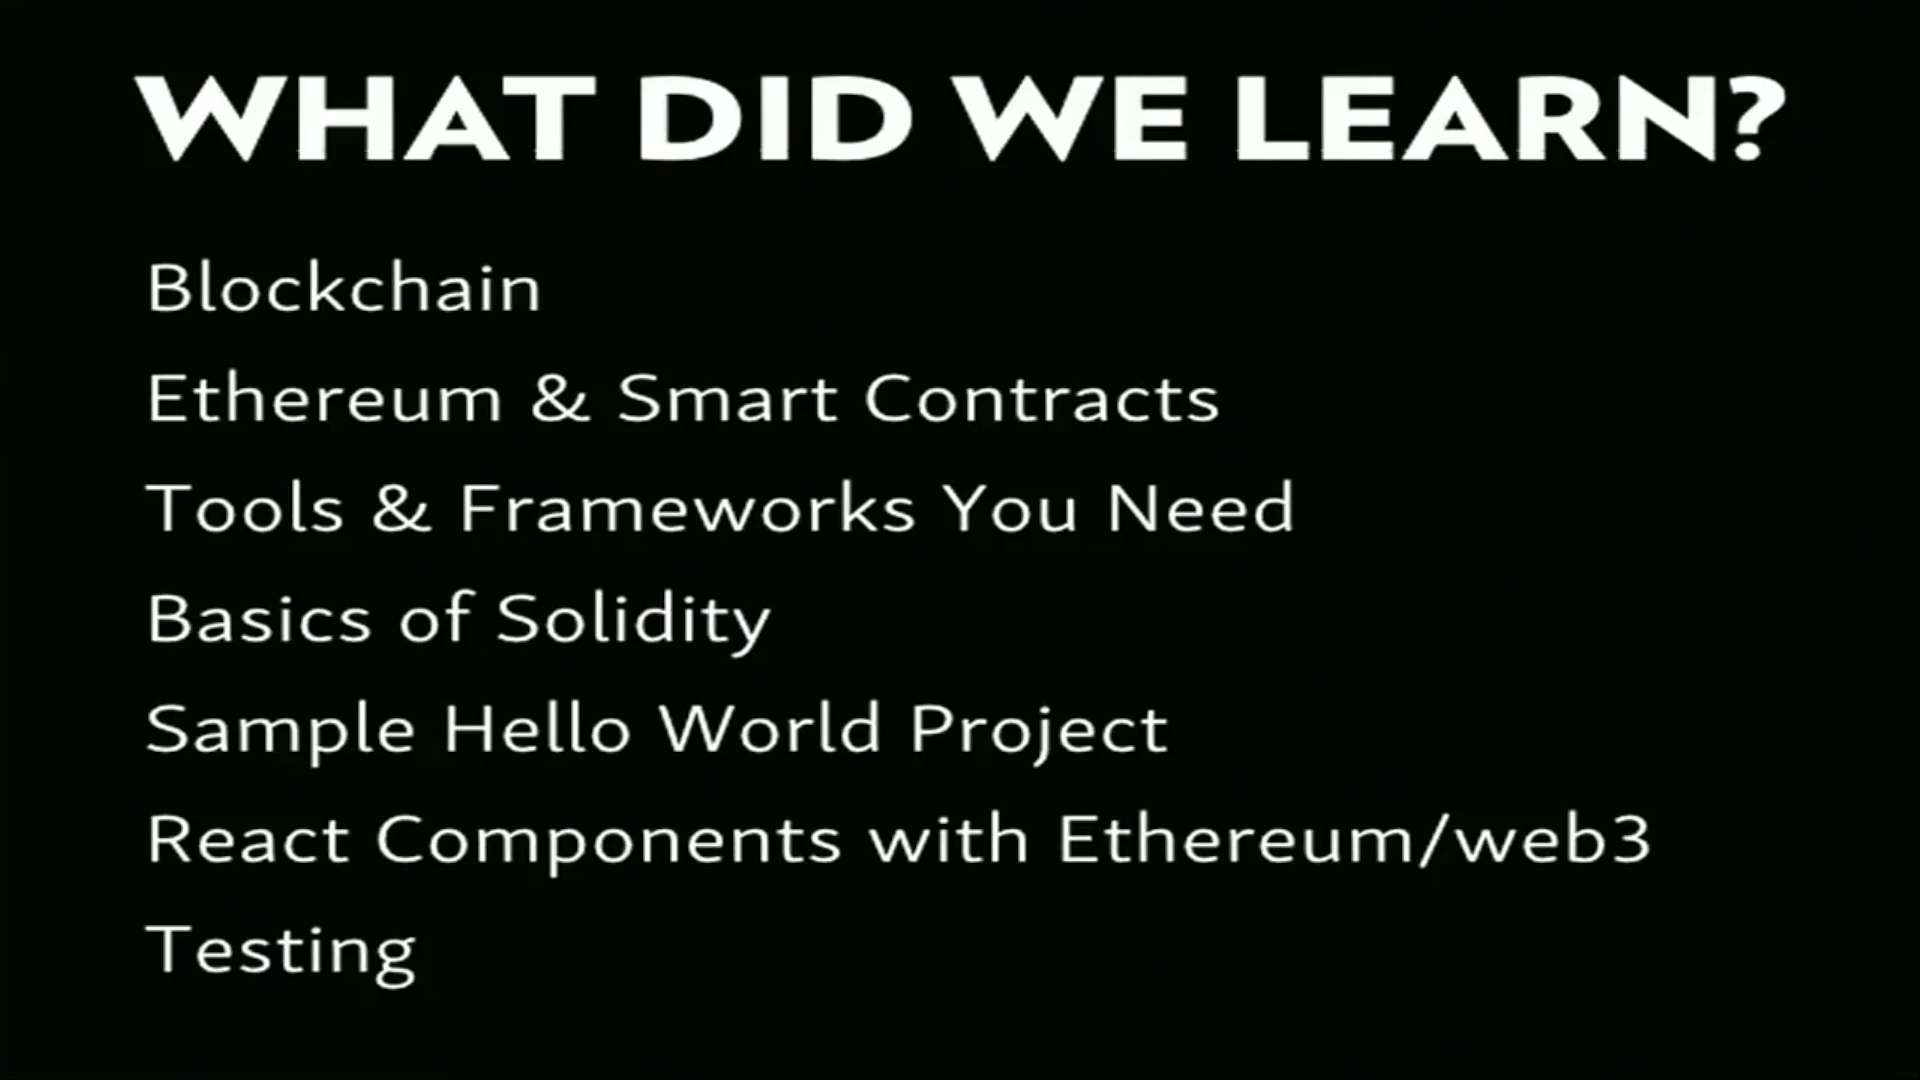 WHAT DID WE LEARN?
Blockchain
Ethereum & Smart Contracts
Tools & Frameworks You Need
Basics of Solidity
Sample Hello World Project
React Components with Ethereum/web3
Testing